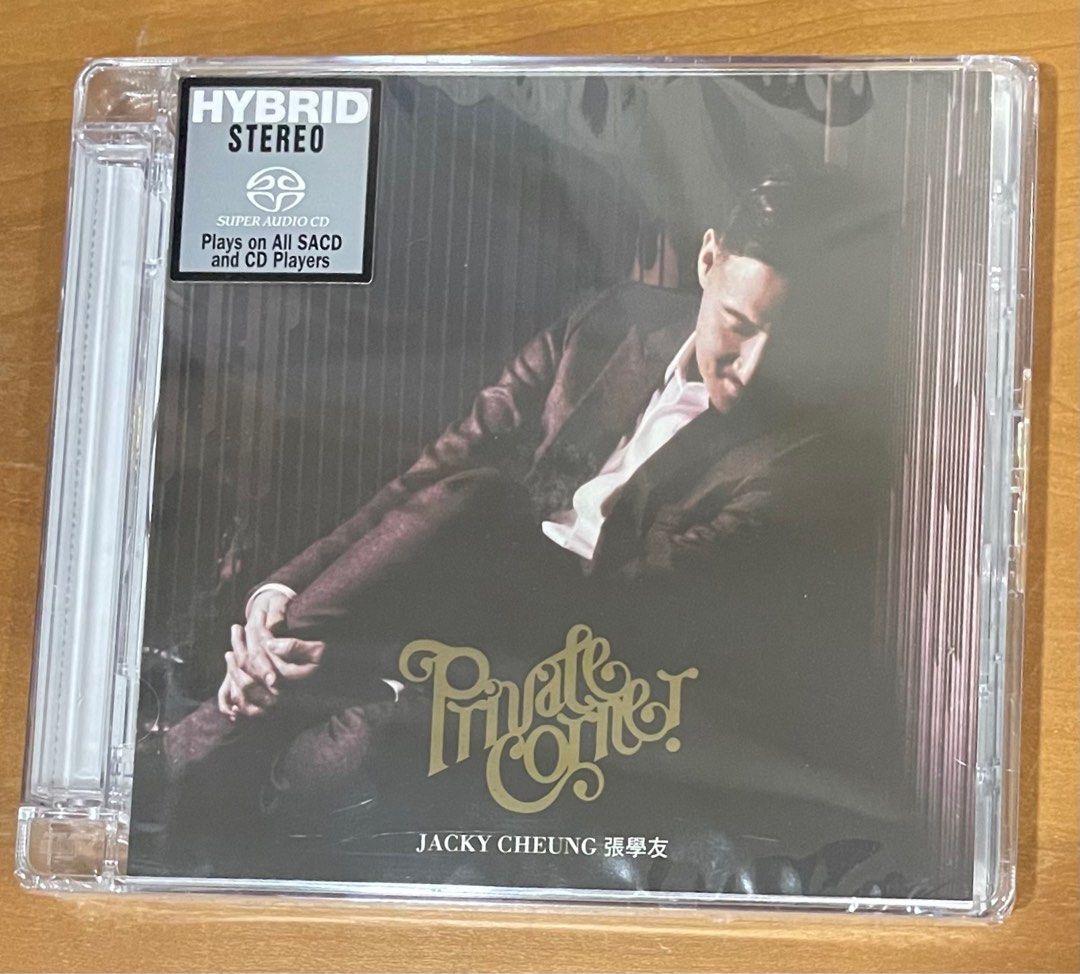 HYBRID
STEREO
SUPER AUDIO CD
Plays on All SACD
and CD Players
Private
Corner
JACKY CHEUNG 張學友